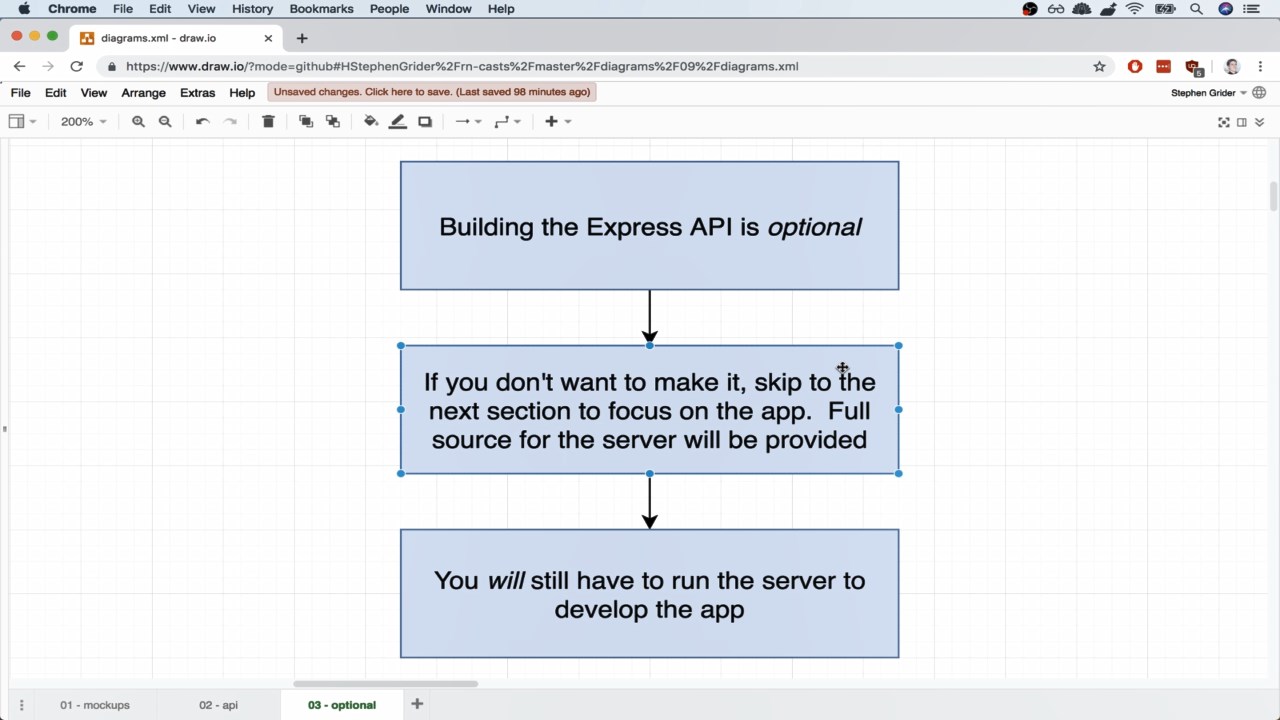 Chrome File Edit View History Bookmarks People Window Help
diagrams.xml - draw.io
https://www.draw.io/?mode=github#HStephenGrider%2Frn-casts%2Fmaster%2Fdiagrams%2F09%2Fdiagrams.xml
5
File Edit View Arrange Extras Help Unsaved changes. Click here to save. (Last saved 98 minutes ago) Stephen Grider
200%
Building the Express API is optional
If you don't want to make it, skip to the
next section to focus on the app. Full
source for the server will be provided
You will still have to run the server to
develop the app
01 - mockups 02 - api 03 - optional